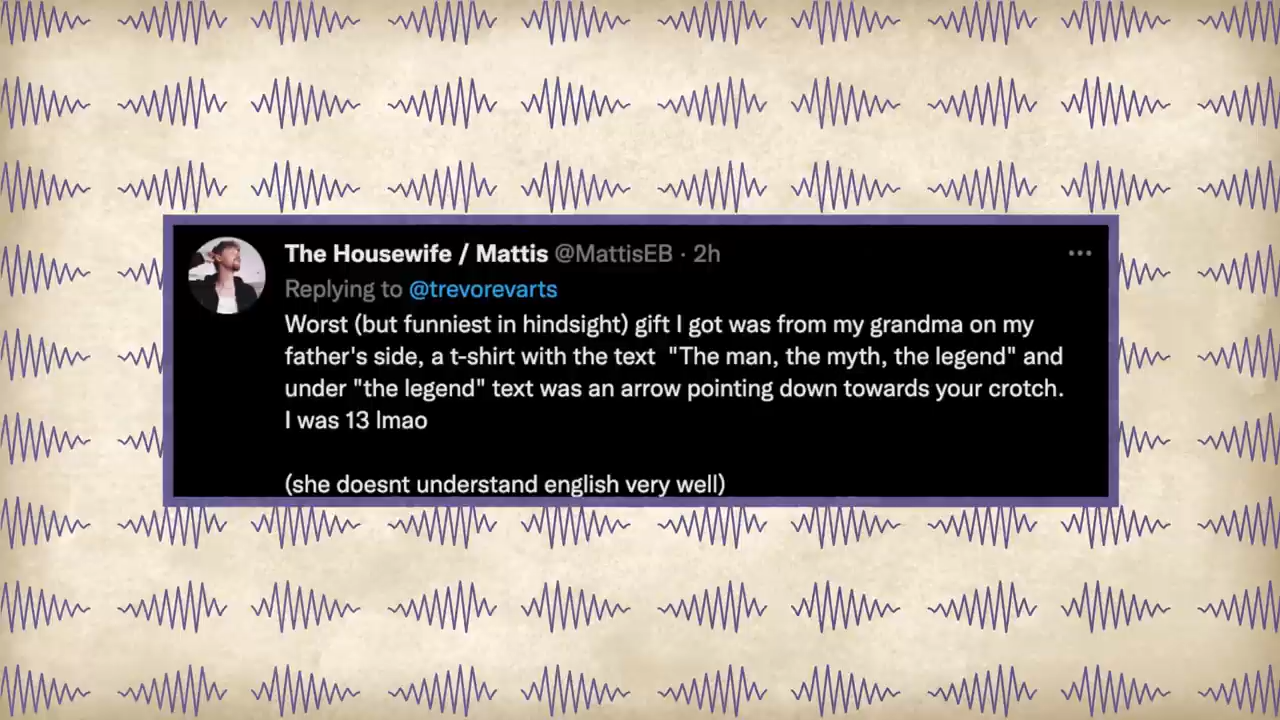 The Housewife / Mattis @MattisEB · 2h
Replying to @trevorevarts
Worst (but funniest in hindsight) gift I got was from my grandma on my
father's side, a t-shirt with the text  "The man, the myth, the legend" and
under "the legend" text was an arrow pointing down towards your crotch.
I was 13 lmao
(she doesnt understand english very well)